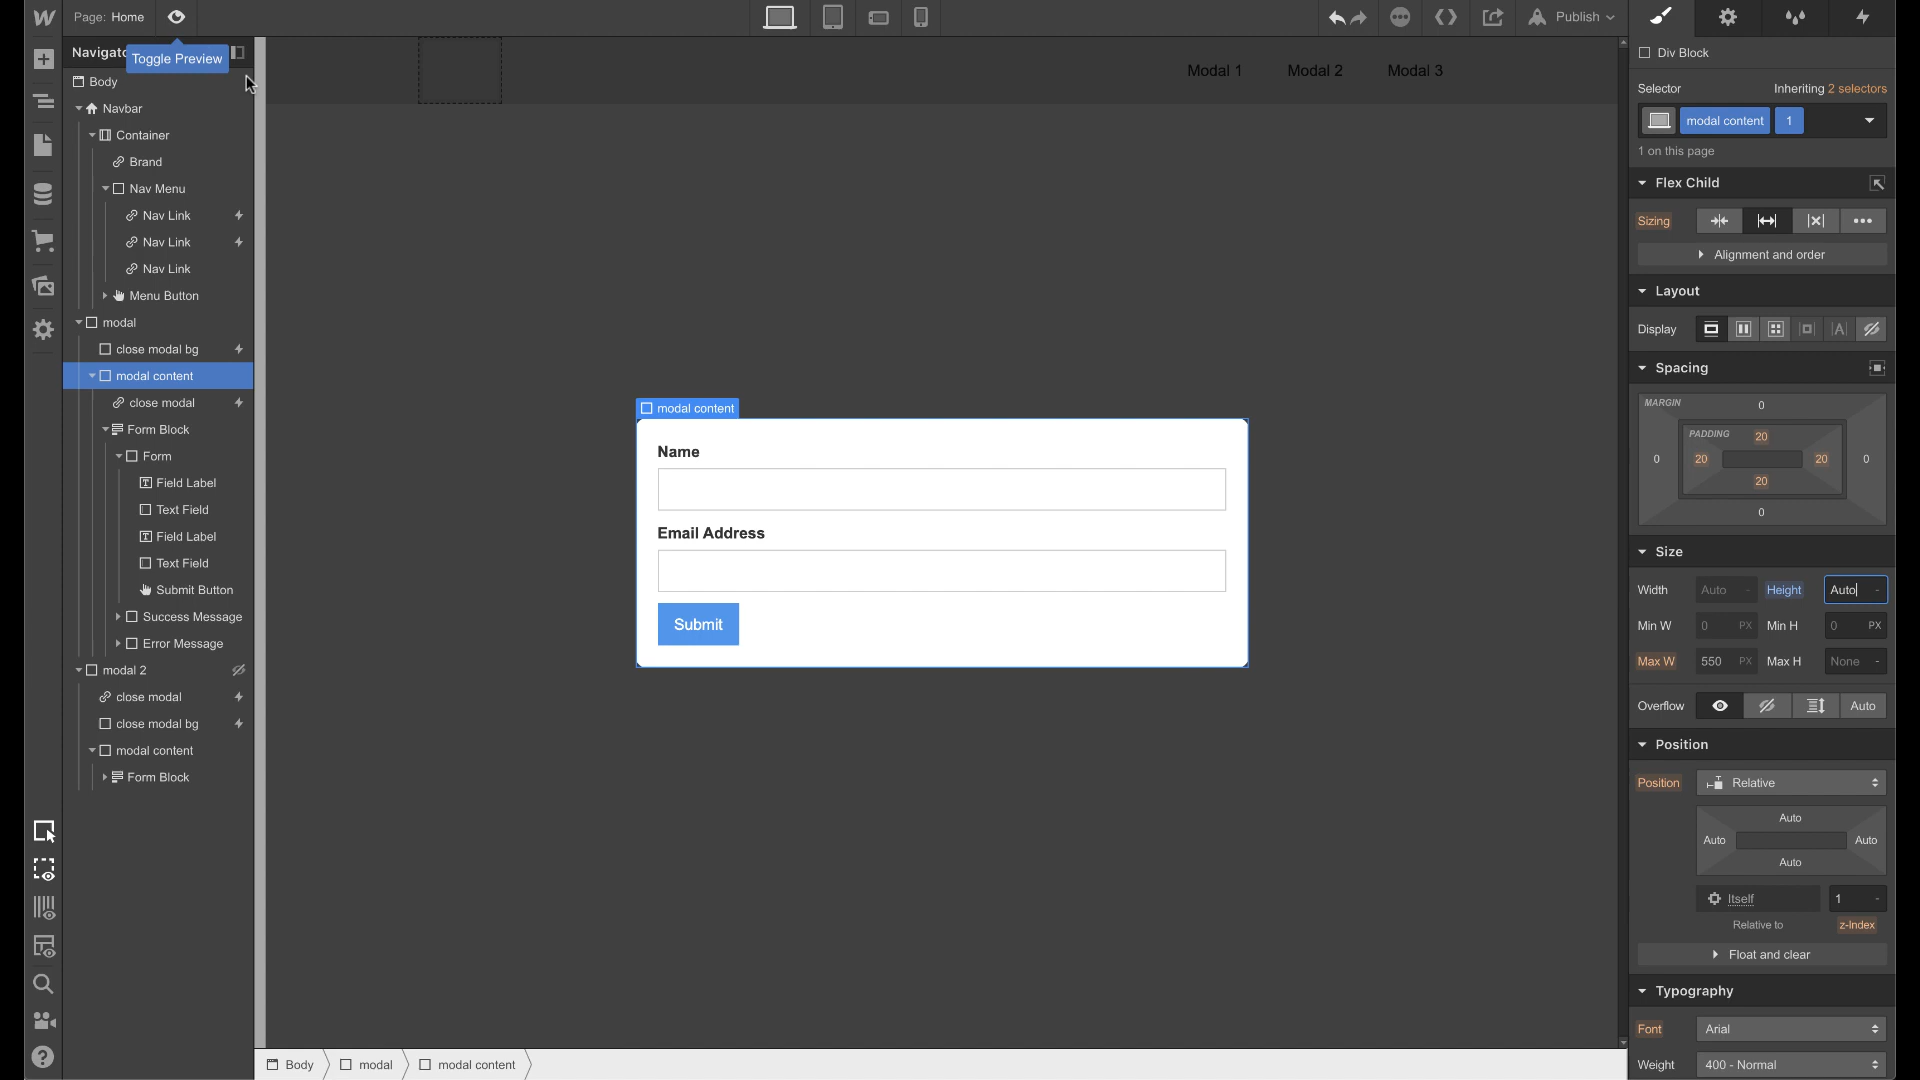 Page: Home
Publish
Navigato
Toggle Preview
Body
Navbar
Container
Brand
Nav Menu
Nav Link
Nav Link
Nav Link
Menu Button
modal
close modal bg
modal content
close modal
Form Block
Form
Field Label
Text Field
Field Label
Text Field
Submit Button
Success Message
Error Message
modal 2
close modal
close modal bg
modal content
Form Block
Modal 1 Modal 2 Modal 3
modal content
Name
Email Address
Submit
Body modal modal content
Div Block
Selector Inheriting 2 selectors
modal content 1
1 on this page
Flex Child
Sizing
Alignment and order
Layout
Display
Spacing
MARGIN 0
PADDING 20
0 20 20 0
20
0
Size
Width Auto - Height Auto -
Min W 0 PX Min H 0 PX
Max W 550 PX Max H None -
Overflow Auto
Position
Position Relative
Auto
Auto Auto
Auto
Itself 1 -
Relative to z-Index
Float and clear
Typography
Font Arial
Weight 400 - Normal